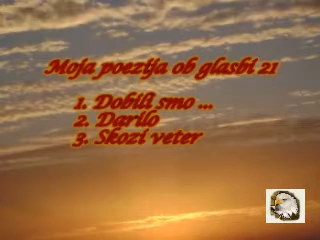 Moja poezija ob glasbi 21
1. Dobili smo ...
2. Darilo
3. Skozi veter